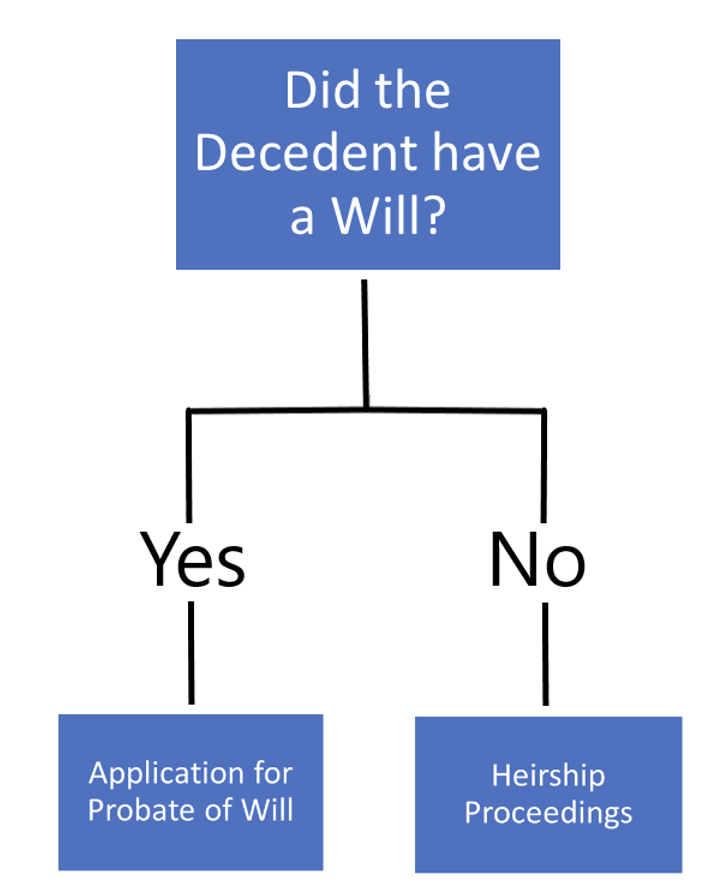 Did the
Decedent have
a Will?
Yes
No
Application for
Probate of Will
Heirship
Proceedings